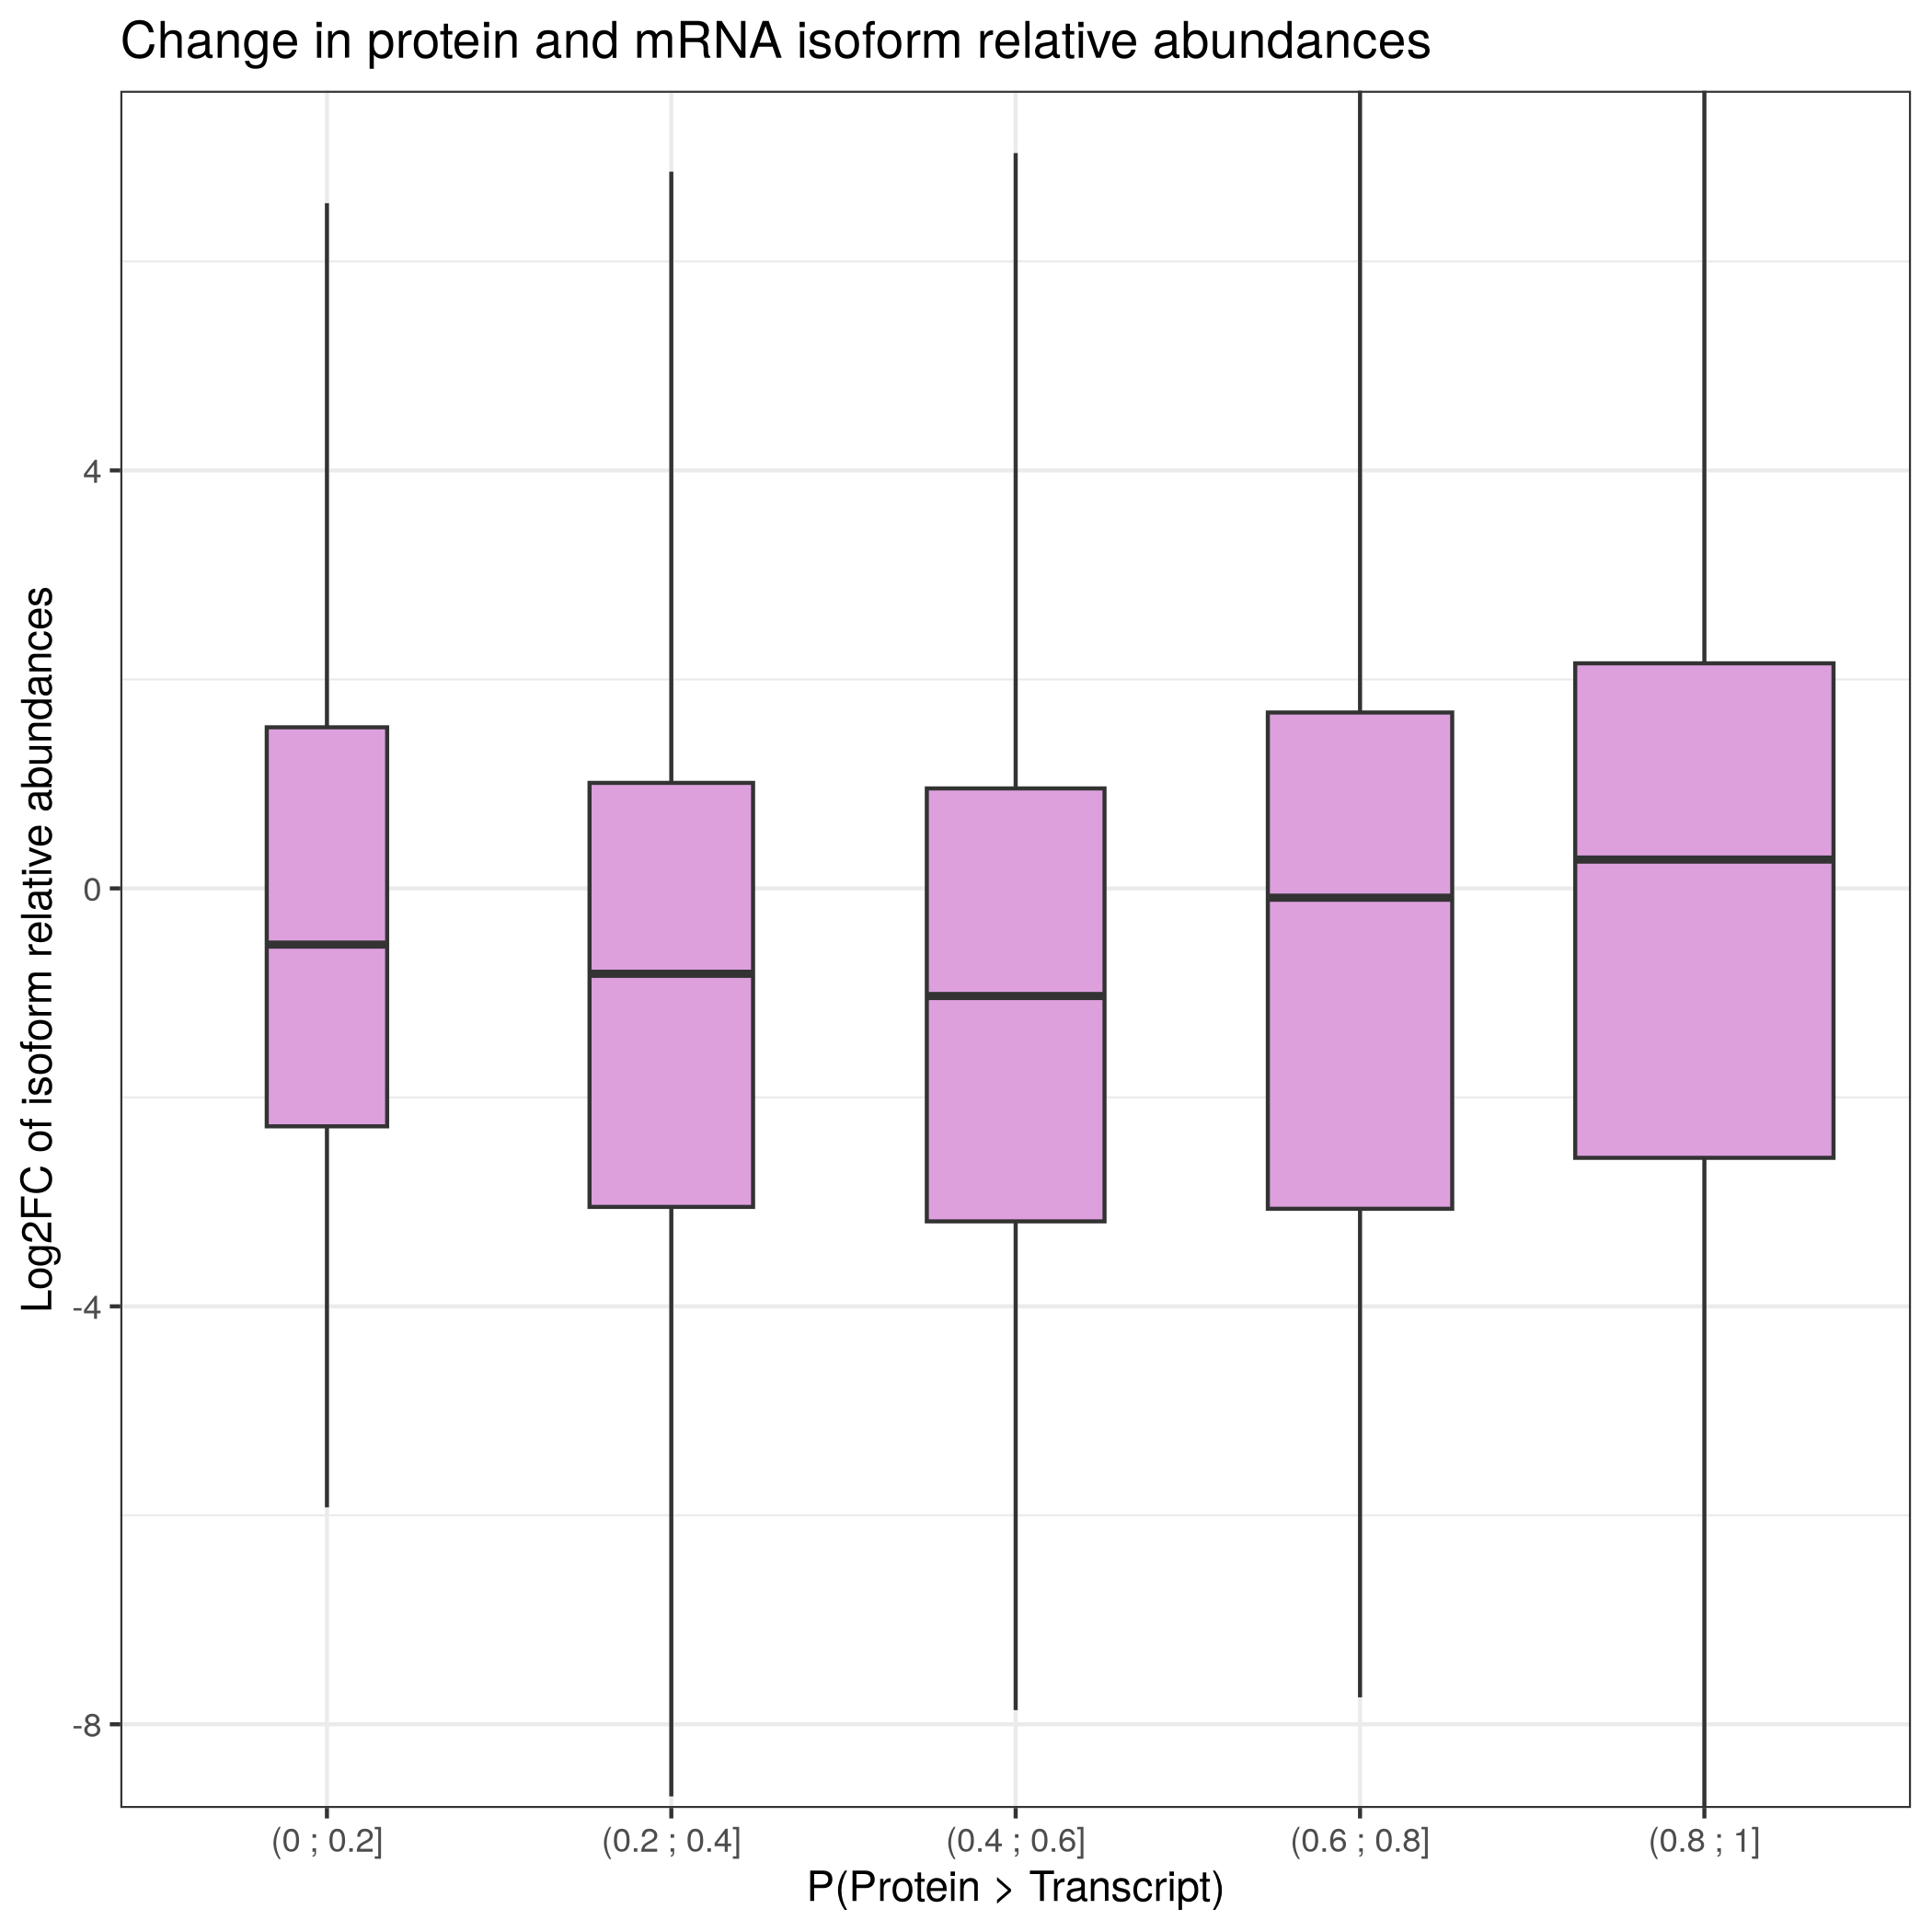 Change in protein and mRNA isoform relative abundances
Log2FC of isoform relative abundances
4
0
-4
-8
(0 ; 0.2]
(0.2 ; 0.4]
(0.4 ; 0.6]
(0.6 ; 0.8]
(0.8 ; 1]
P(Protein > Transcript)